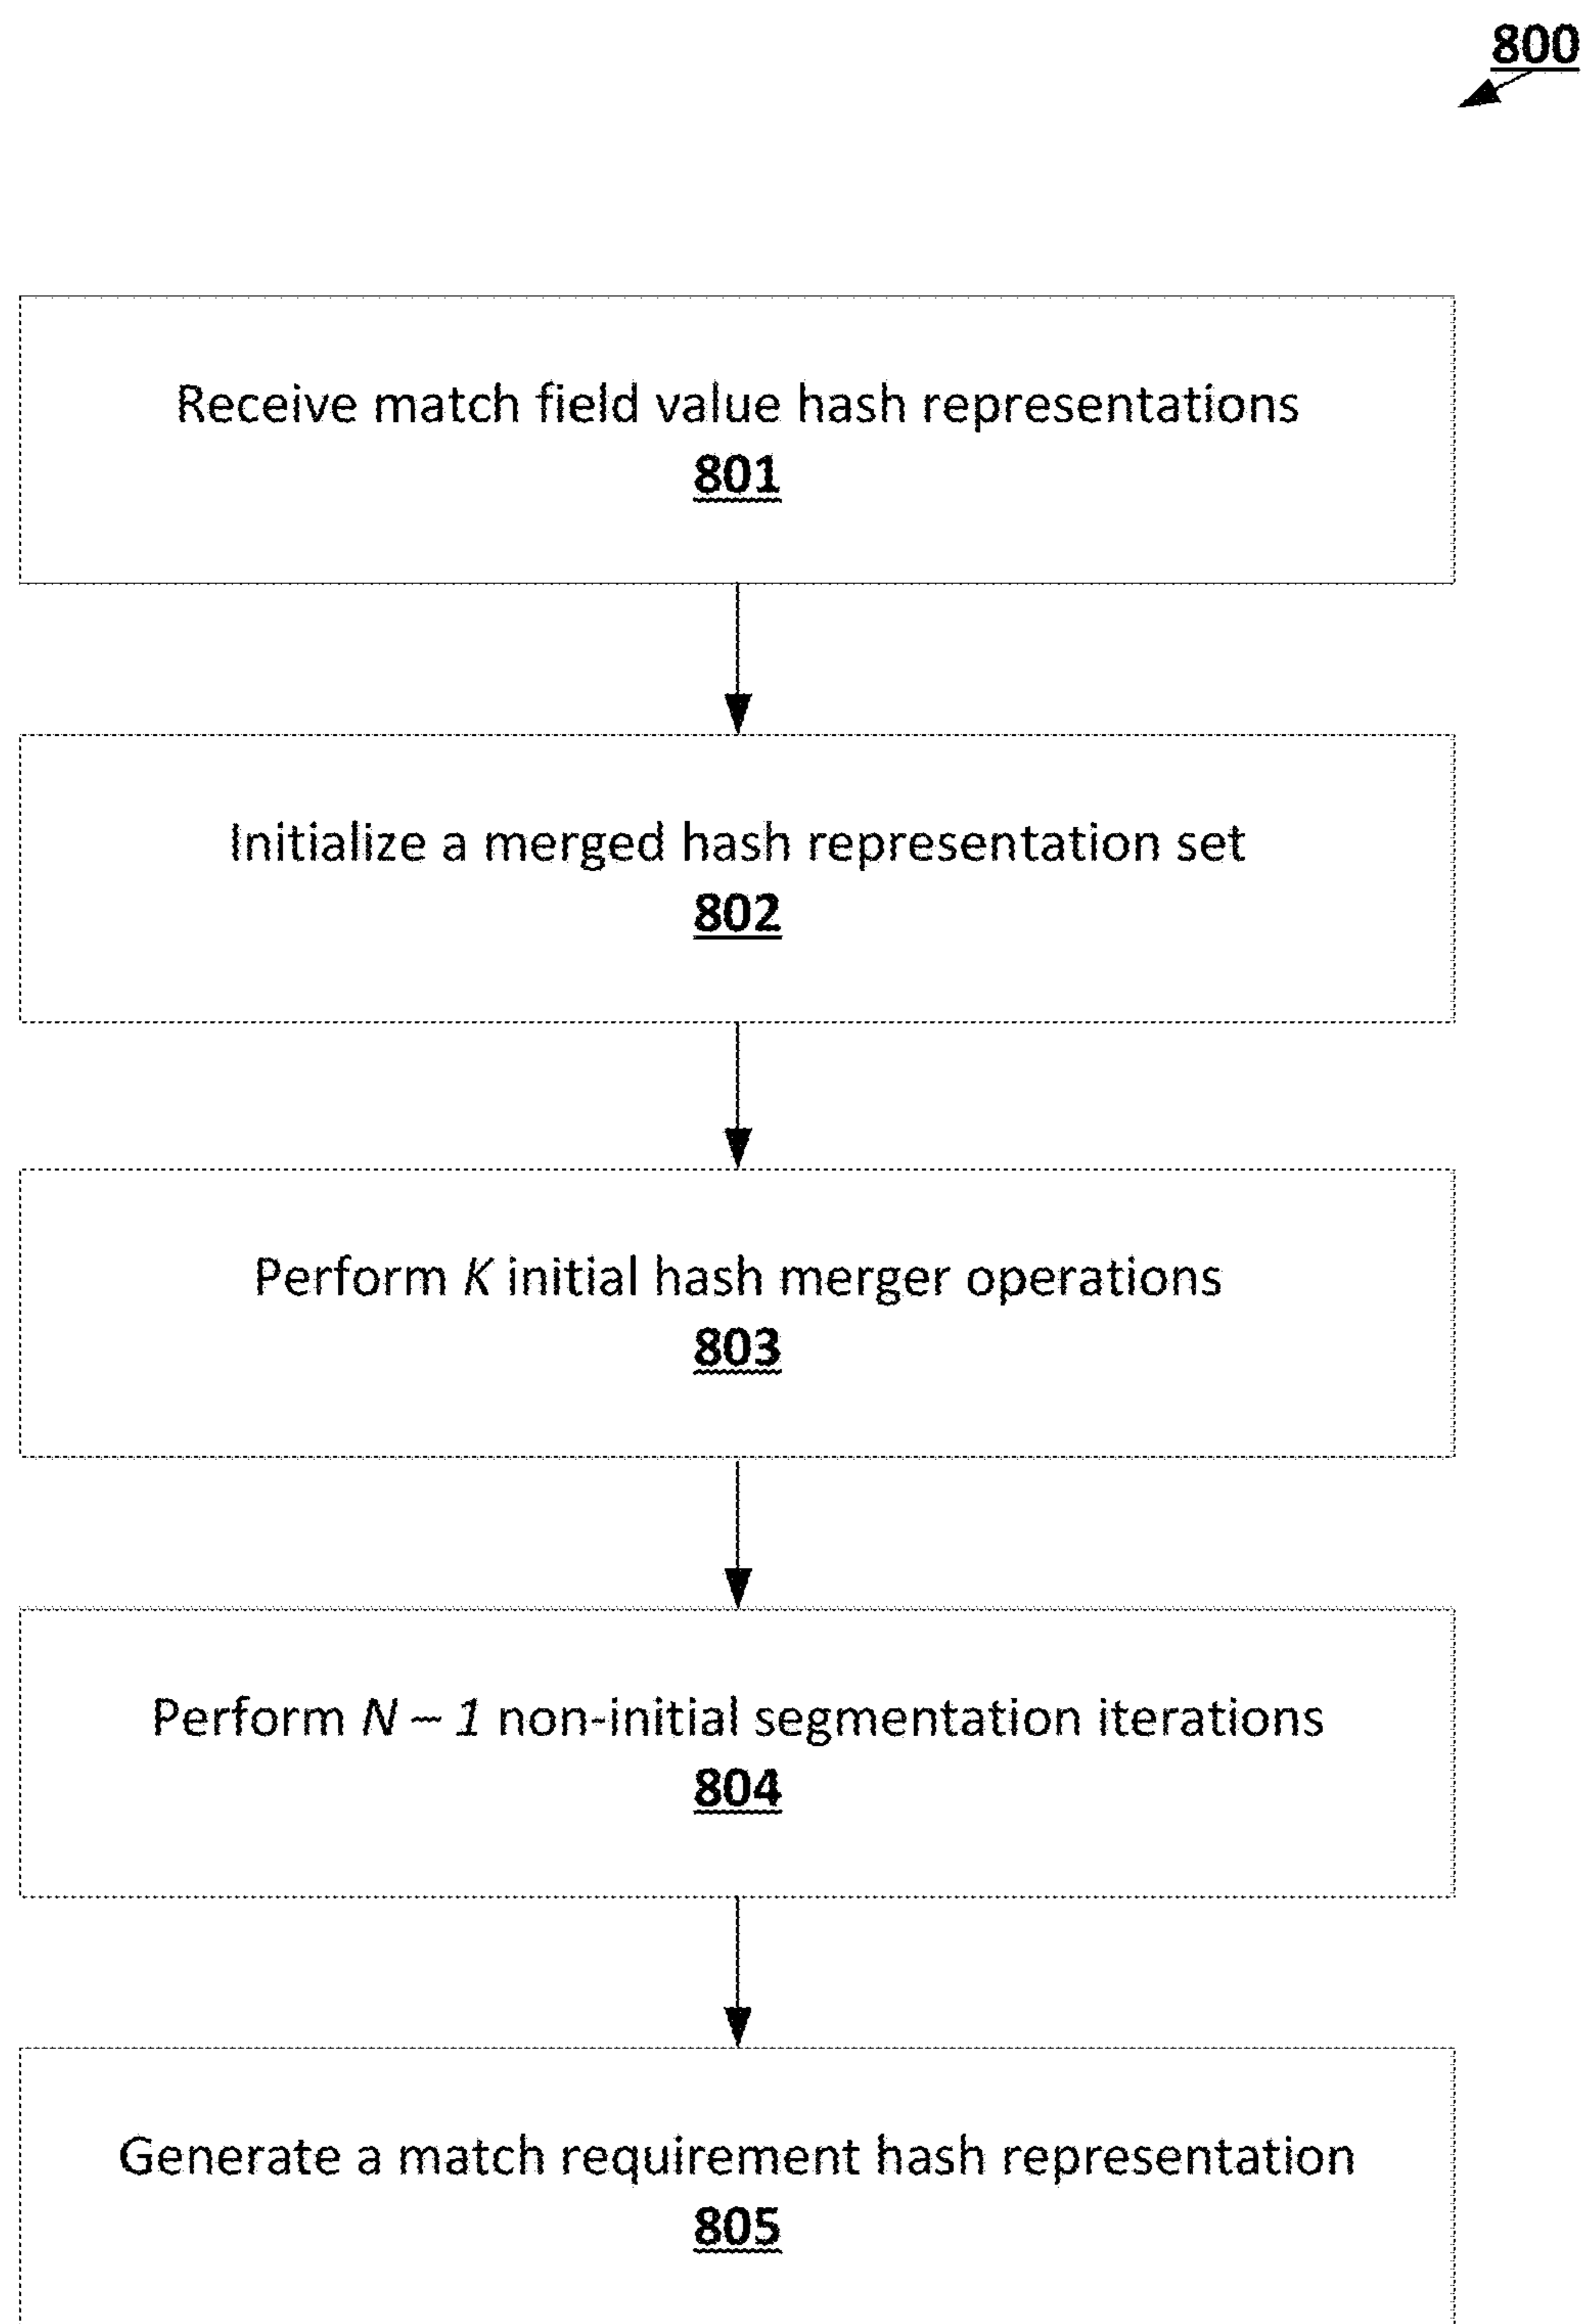 800
Receive match field value hash representations
801
Initialize a merged hash representation set
802
Perform K initial hash merger operations
803
Perform N – 1 non-initial segmentation iterations
804
Generate a match requirement hash representation
805